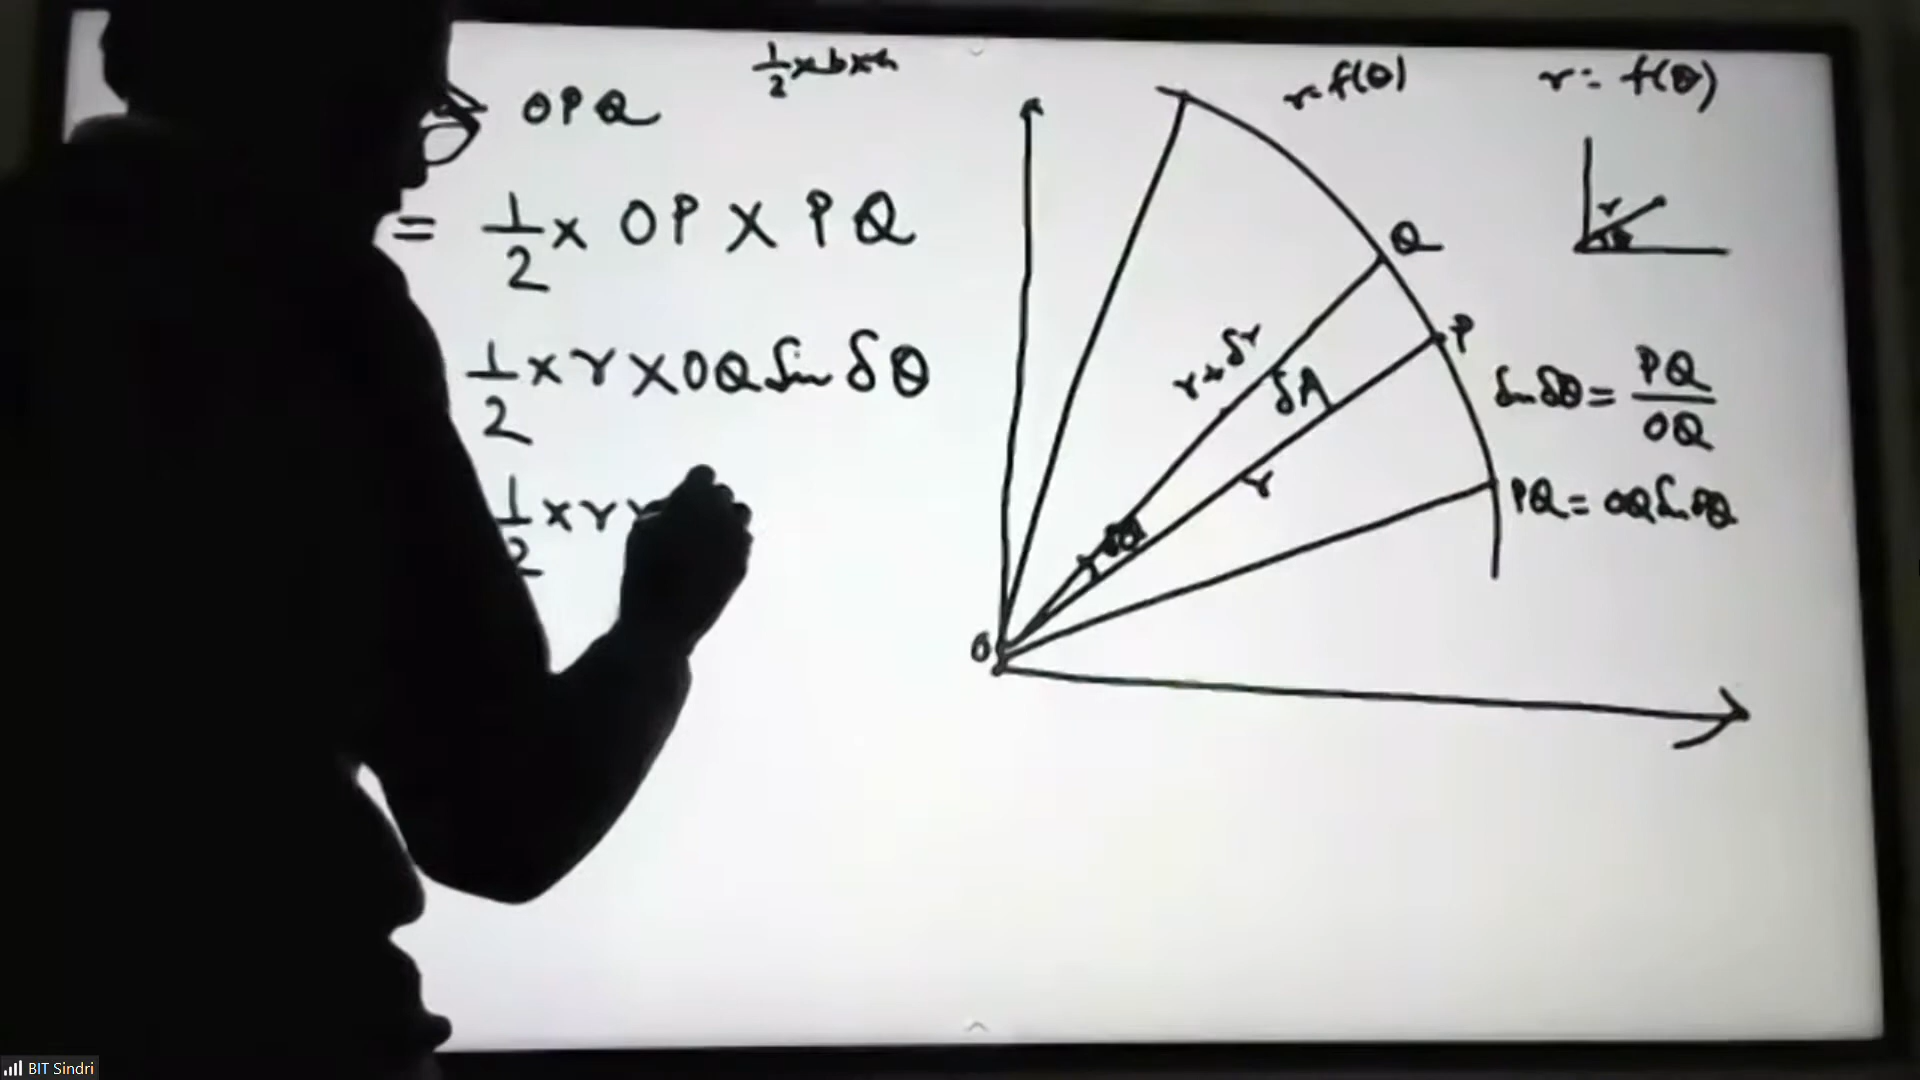 OPQ
1/2 x b x h
= 1/2 x OP X PQ
1/2 x r X OQ Sin δθ
1/2 x r x
r = f(θ)
r = f(θ)
r
θ
Q
P
r + δr
δA
r
δθ
O
Sin δθ = PQ/OQ
PQ = OQ Sin δθ
BIT Sindri